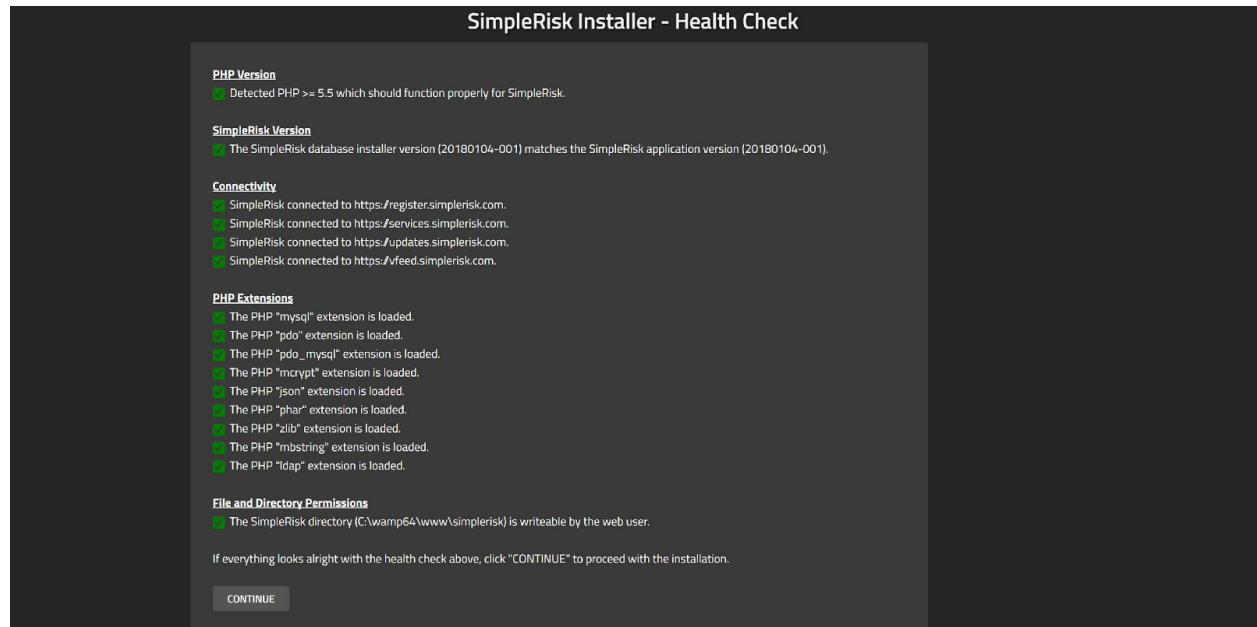 SimpleRisk Installer - Health Check
PHP Version
Detected PHP >= 5.5 which should function properly for SimpleRisk.
SimpleRisk Version
The SimpleRisk database installer version (20180104-001) matches the SimpleRisk application version (20180104-001).
Connectivity
SimpleRisk connected to https://register.simplerisk.com.
SimpleRisk connected to https://services.simplerisk.com.
SimpleRisk connected to https://updates.simplerisk.com.
SimpleRisk connected to https://vfeed.simplerisk.com.
PHP Extensions
The PHP "mysql" extension is loaded.
The PHP "pdo" extension is loaded.
The PHP "pdo_mysql" extension is loaded.
The PHP "mcrypt" extension is loaded.
The PHP "json" extension is loaded.
The PHP "phar" extension is loaded.
The PHP "zlib" extension is loaded.
The PHP "mbstring" extension is loaded.
The PHP "ldap" extension is loaded.
File and Directory Permissions
The SimpleRisk directory (C:\wamp64\www\simplerisk) is writeable by the web user.
If everything looks alright with the health check above, click "CONTINUE" to proceed with the installation.
CONTINUE